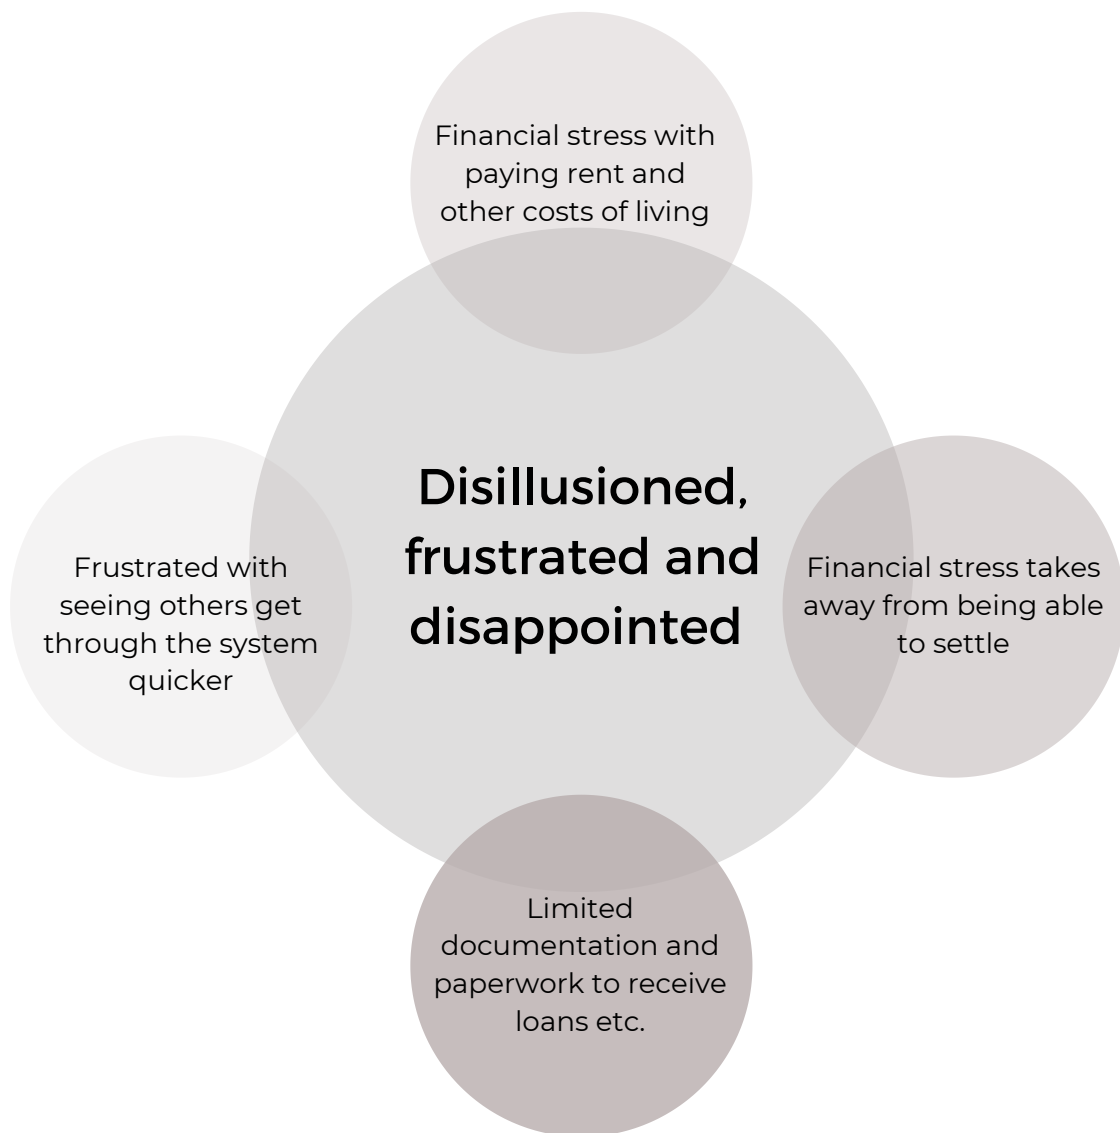 Financial stress with
paying rent and
other costs of living
Disillusioned,
frustrated and
disappointed
Frustrated with
seeing others get
through the system
quicker
Financial stress takes
away from being able
to settle
Limited
documentation and
paperwork to receive
loans etc.